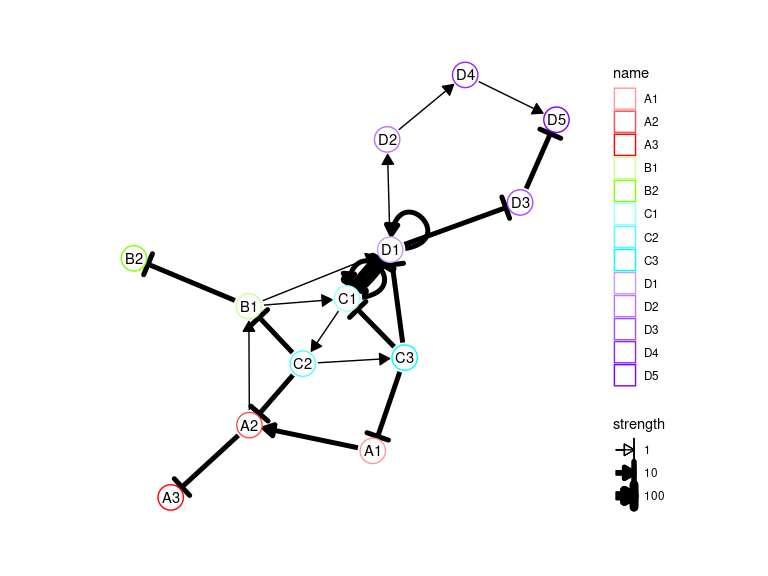 D4
D5
D2
D3
D1
B2
C1
B1
C3
C2
A2
A1
A3
name
A1
A2
A3
B1
B2
C1
C2
C3
D1
D2
D3
D4
D5
strength
1
10
100